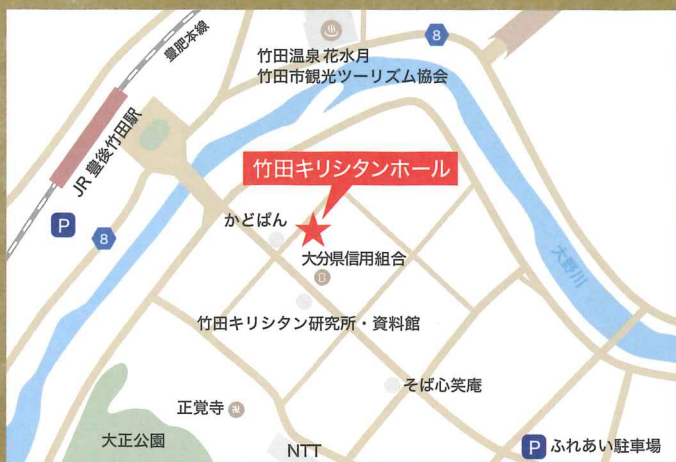 豊肥本線
竹田温泉 花水月
竹田市観光ツーリズム協会
8
JR 豊後竹田駅
竹田キリシタンホール
P
8
かどぱん
大分県信用組合
大野川
竹田キリシタン研究所・資料館
そば心笑庵
正覚寺
大正公園
NTT
P ふれあい駐車場